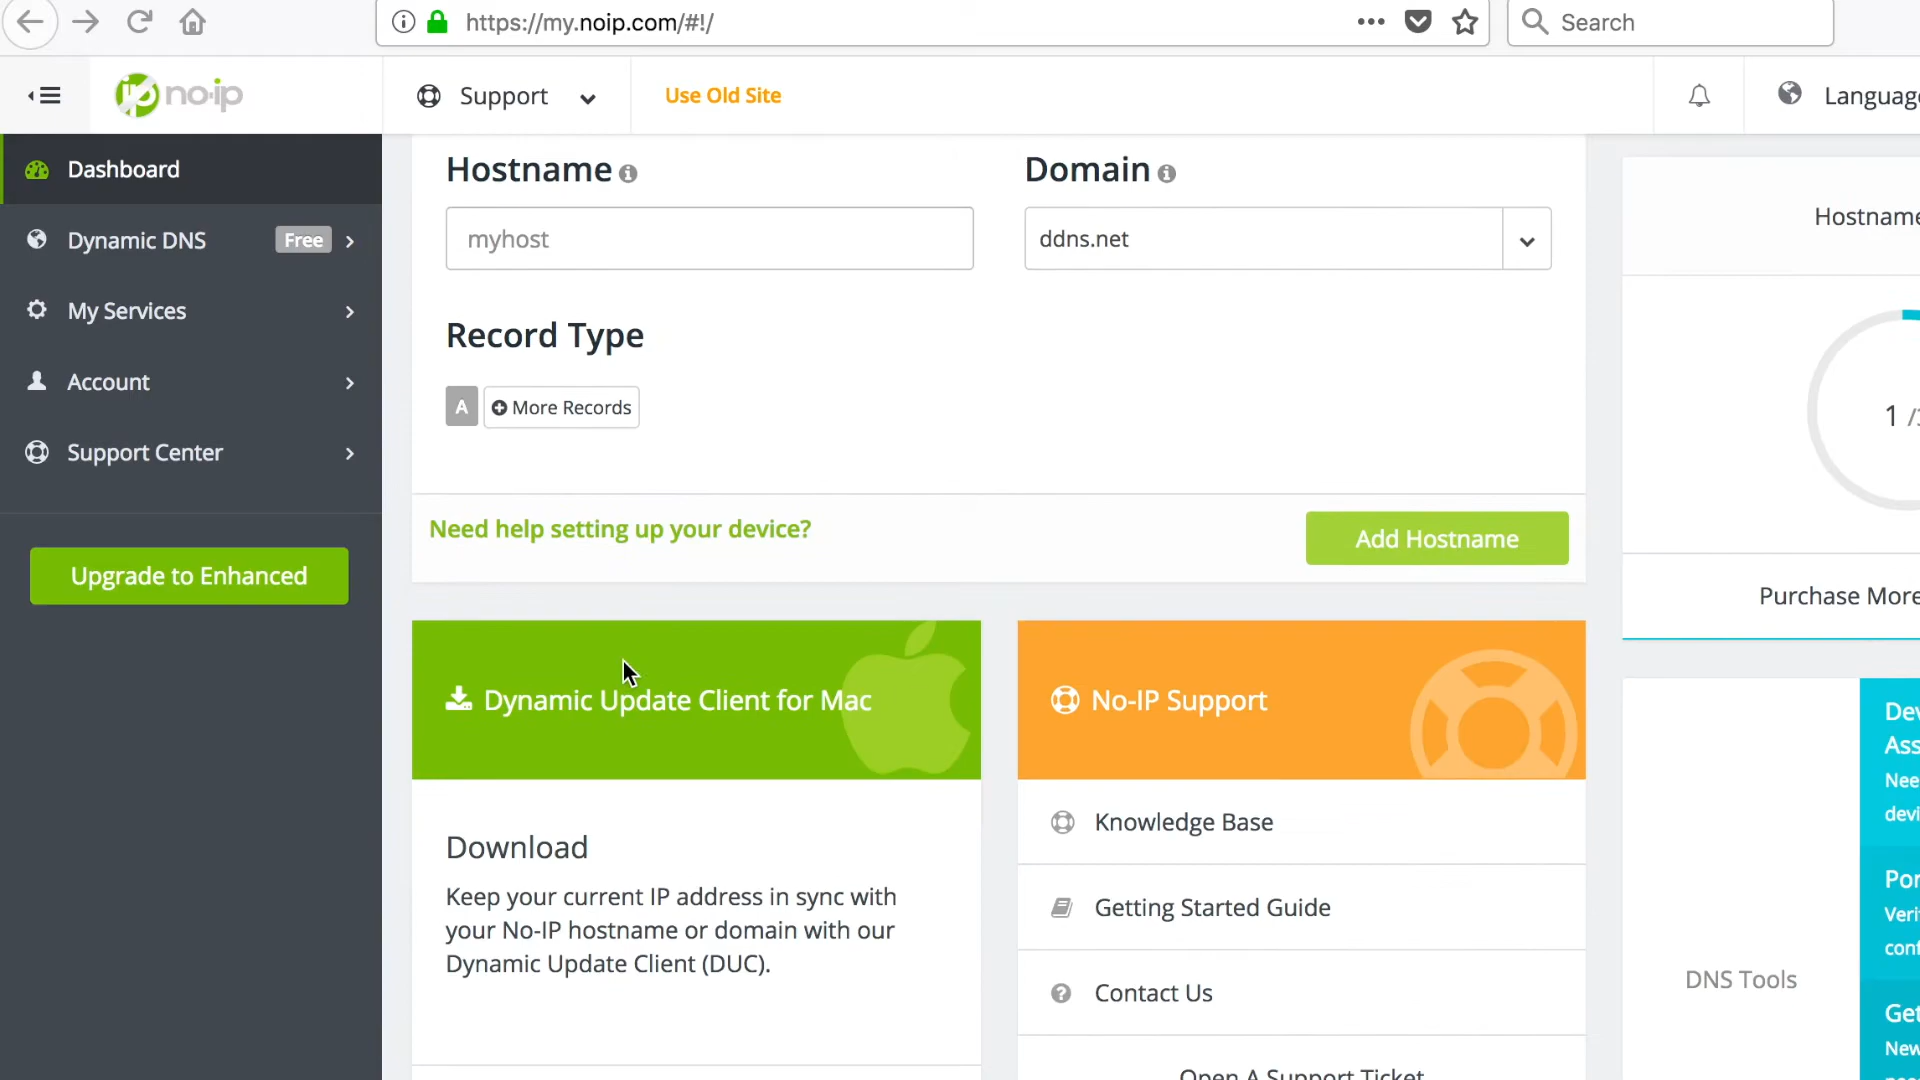 https://my.noip.com/#!/
Search
no-ip
Support
Use Old Site
Dashboard
Dynamic DNS
Free
My Services
Account
Support Center
Upgrade to Enhanced
Hostname
Domain
myhost
ddns.net
Record Type
A
More Records
Need help setting up your device?
Add Hostname
Dynamic Update Client for Mac
Download
Keep your current IP address in sync with
your No-IP hostname or domain with our
Dynamic Update Client (DUC).
No-IP Support
Knowledge Base
Getting Started Guide
Contact Us
Open A Support Ticket
Hostname
1 /
Purchase More
DNS Tools